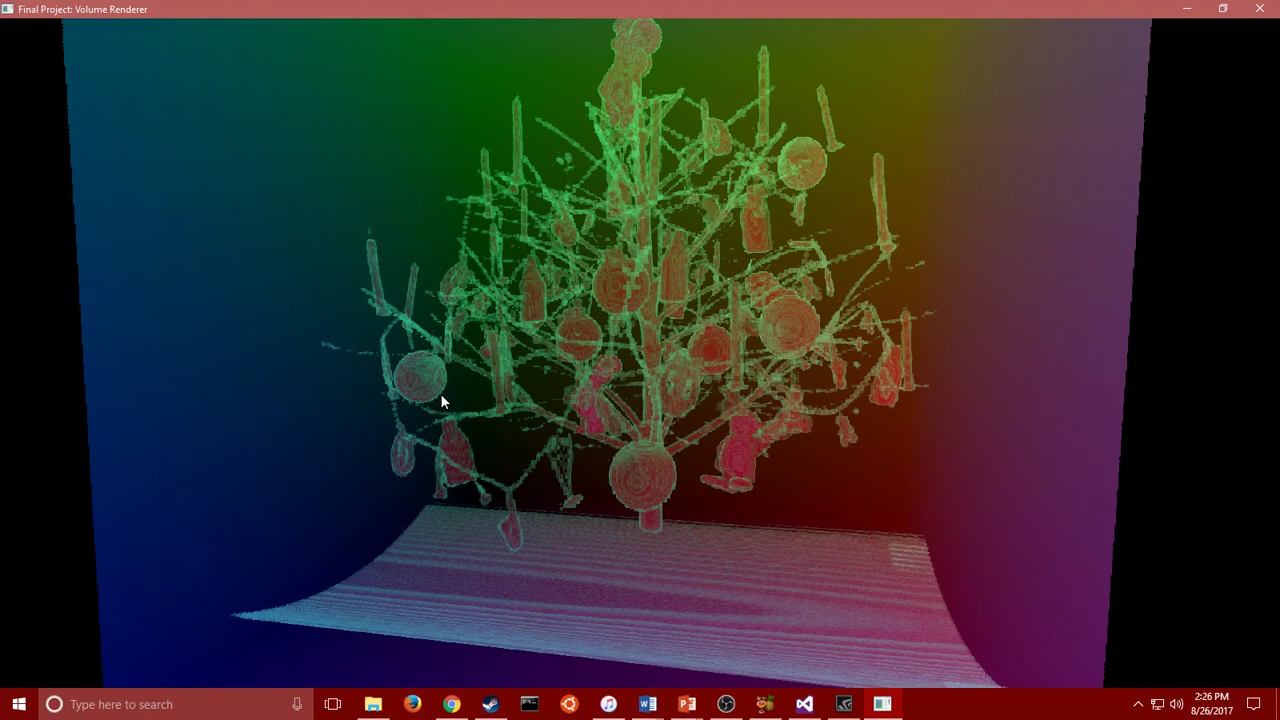 Final Project: Volume Renderer
Type here to search
2:26 PM
8/26/2017